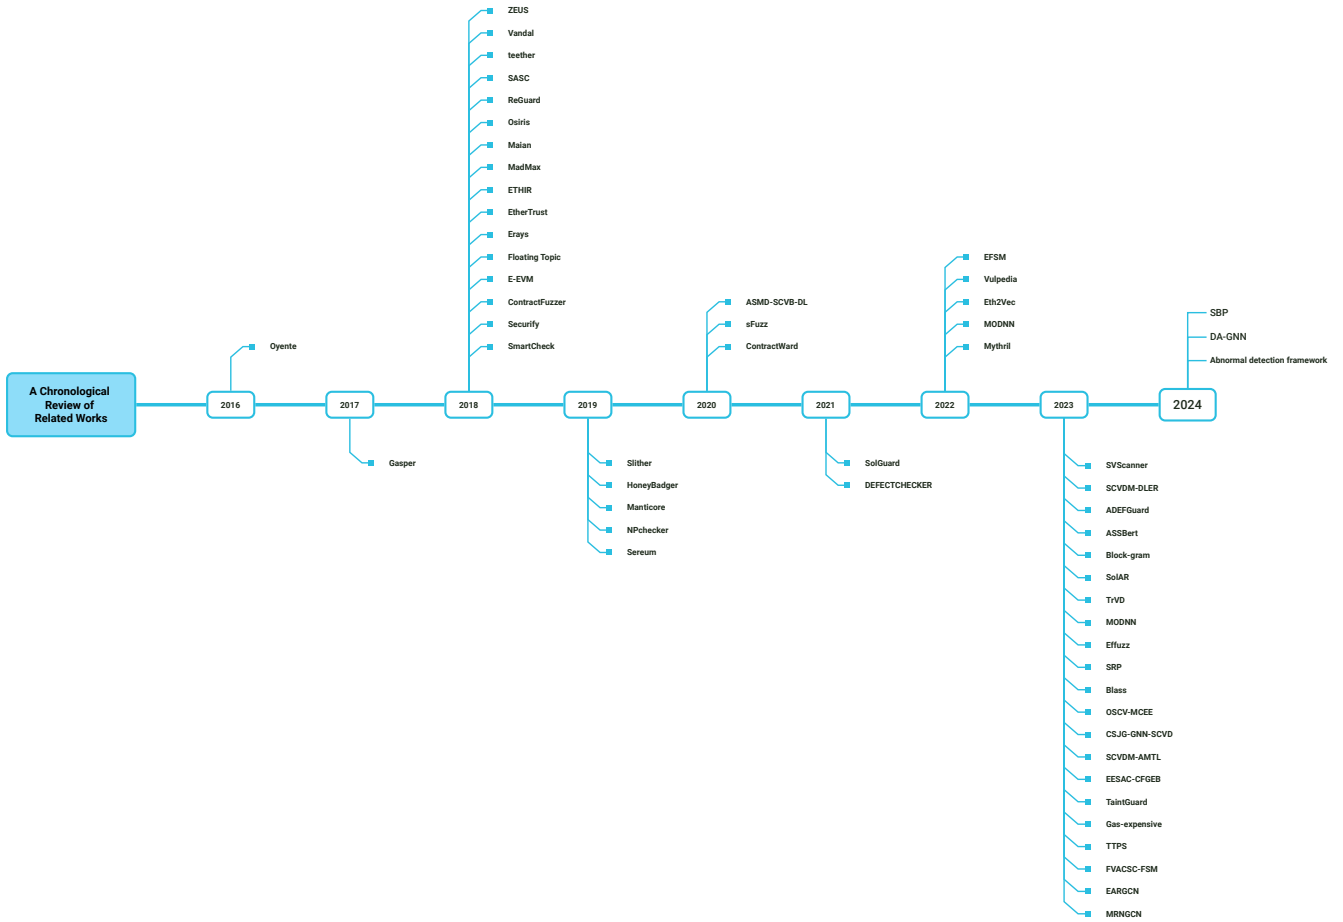 A Chronological
Review of
Related Works
2016
Oyente
2017
Gasper
2018
ZEUS
Vandal
teether
SASC
ReGuard
Osiris
Maian
MadMax
ETHIR
EtherTrust
Erays
Floating Topic
E-EVM
ContractFuzzer
Securify
SmartCheck
2019
Slither
HoneyBadger
Manticore
NPchecker
Sereum
2020
ASMD-SCVB-DL
sFuzz
ContractWard
2021
SolGuard
DEFECTCHECKER
2022
EFSM
Vulpedia
Eth2Vec
MODNN
Mythril
2023
SVScanner
SCVDM-DLER
ADEFGuard
ASSBert
Block-gram
SolAR
TrVD
MODNN
Effuzz
SRP
Blass
OSCV-MCEE
CSJG-GNN-SCVD
SCVDM-AMTL
EESAC-CFGEB
TaintGuard
Gas-expensive
TTPS
FVACSC-FSM
EARGCN
MRNGCN
2024
SBP
DA-GNN
Abnormal detection framework